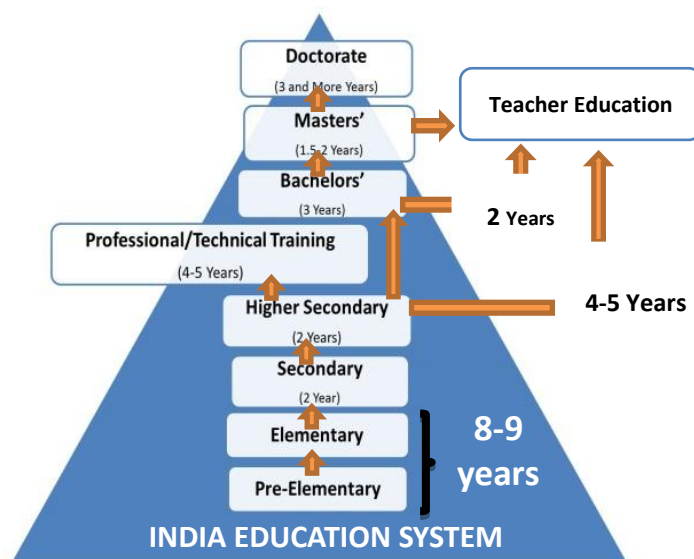 Doctorate
(3 and More Years)
Teacher Education
Masters'
(1.5-2 Years)
Bachelors'
(3 Years)
2 Years
Professional/Technical Training
(4-5 Years)
Higher Secondary
(2 Years)
4-5 Years
Secondary
(2 Year)
Elementary
8-9
years
Pre-Elementary
INDIA EDUCATION SYSTEM